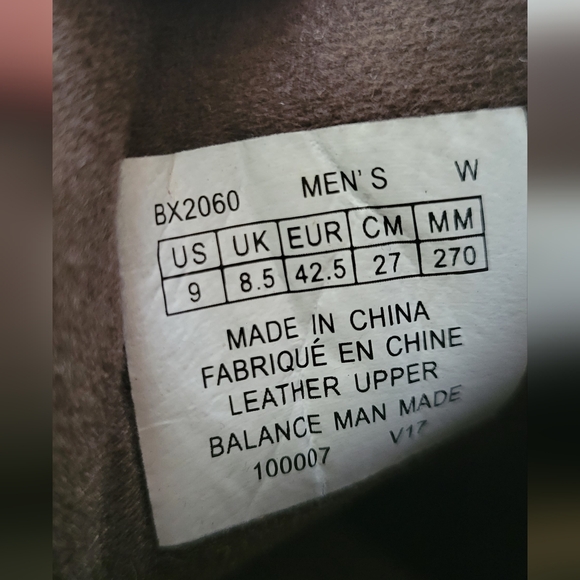 BX2060 MEN'S W
US UK EUR CM MM
9 8.5 42.5 27 270
MADE IN CHINA
FABRIQUÉ EN CHINE
LEATHER UPPER
BALANCE MAN MADE
100007 V17